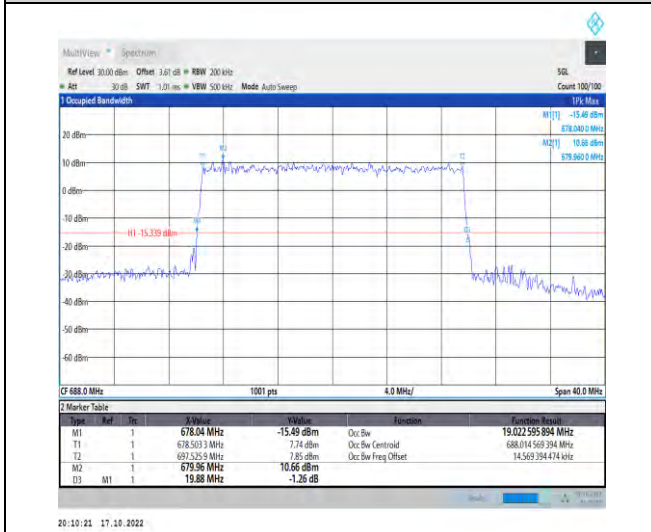 MultiView Spectrum
Ref Level 30.00 dBm Offset 3.61 dB RBW 200 kHz SGL
Att 30 dB SWT 1.01 ms VBW 500 kHz Mode Auto Sweep Count 100/100
1 Occupied Bandwidth 1Pk Max
M1[1] -15.49 dBm
678.040 0 MHz
M2[1] 10.66 dBm
679.960 0 MHz
20 dBm
10 dBm
0 dBm
-10 dBm
H1 -15.339 dBm
-20 dBm
-30 dBm
-40 dBm
-50 dBm
-60 dBm
T1
M2
T2
CF 688.0 MHz 1001 pts 4.0 MHz/ Span 40.0 MHz
2 Marker Table
Type Ref Trc X-Value Y-Value Function Function Result
M1 1 678.04 MHz -15.49 dBm Occ Bw 19.022 595 894 MHz
T1 1 678.503 3 MHz 7.74 dBm Occ Bw Centroid 688.014 569 394 MHz
T2 1 697.525 9 MHz 7.85 dBm Occ Bw Freq Offset 14.569 394 474 kHz
M2 1 679.96 MHz 10.66 dBm
D3 M1 1 19.88 MHz -1.26 dB
20:10:21 17.10.2022